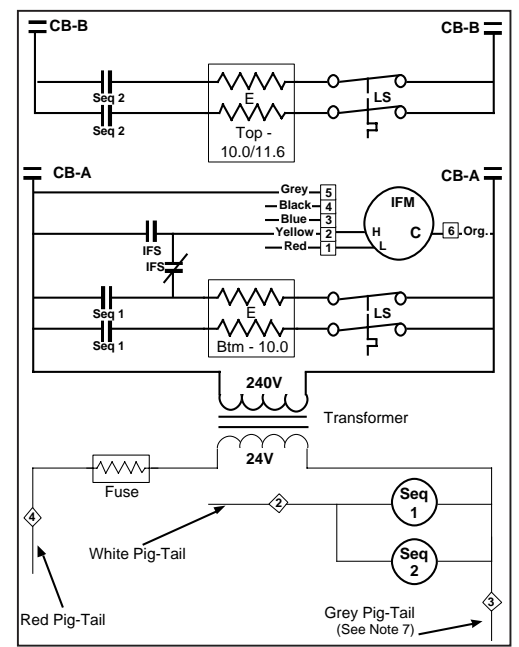 CB-B CB-B
Seq 2
Seq 2
E
Top -
10.0/11.6
LS
CB-A CB-A
Grey 5
Black 4
Blue 3
Yellow 2
Red 1
IFM
H C
L
6 Org.
IFS
IFS
Seq 1
Seq 1
E
Btm - 10.0
LS
240V
Transformer
24V
Fuse
4
2
Seq
1
White Pig-Tail
Seq
2
3
Red Pig-Tail
Grey Pig-Tail
(See Note 7)